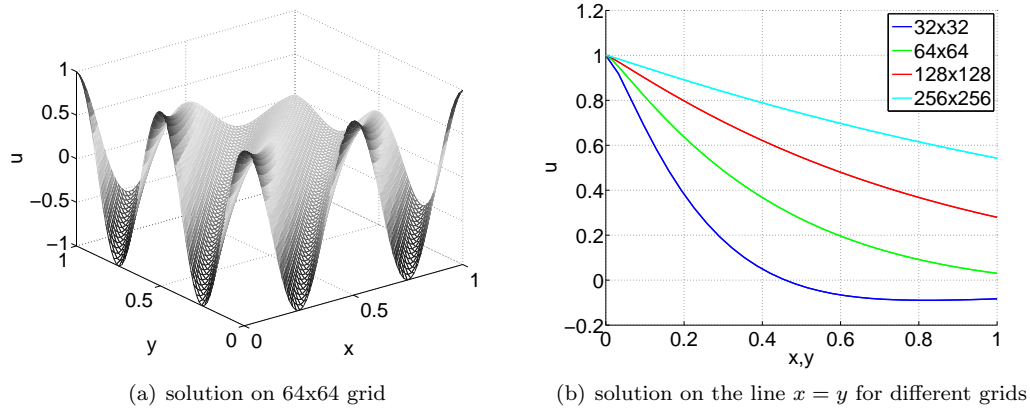 1
0.5
0
−0.5
−1
u
1
0.5
0
y
0
0.5
1
x
(a) solution on 64x64 grid
1.2
1
0.8
0.6
0.4
0.2
0
−0.2
u
0
0.2
0.4
0.6
0.8
1
x,y
32x32
64x64
128x128
256x256
(b) solution on the line x = y for different grids